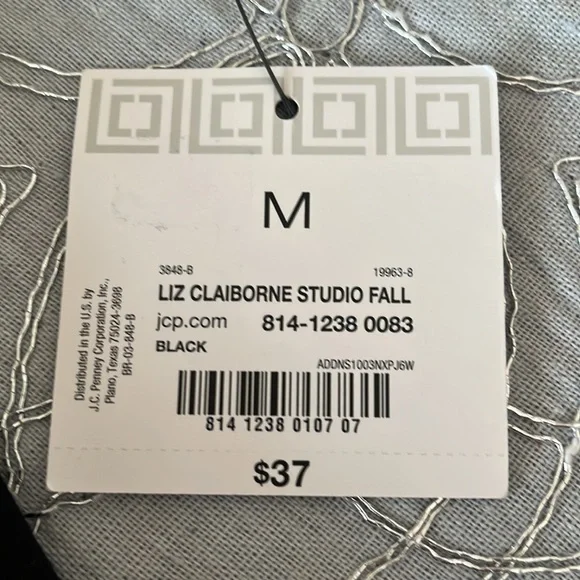 M
3848-B 19963-8
LIZ CLAIBORNE STUDIO FALL
jcp.com 814-1238 0083
BLACK
ADDNS1003NXPJ6W
814 1238 0107 07
$37
Distributed in the U.S. by
J.C. Penney Corporation, Inc.,
Plano, Texas 75024-3698
BR-03-848-B